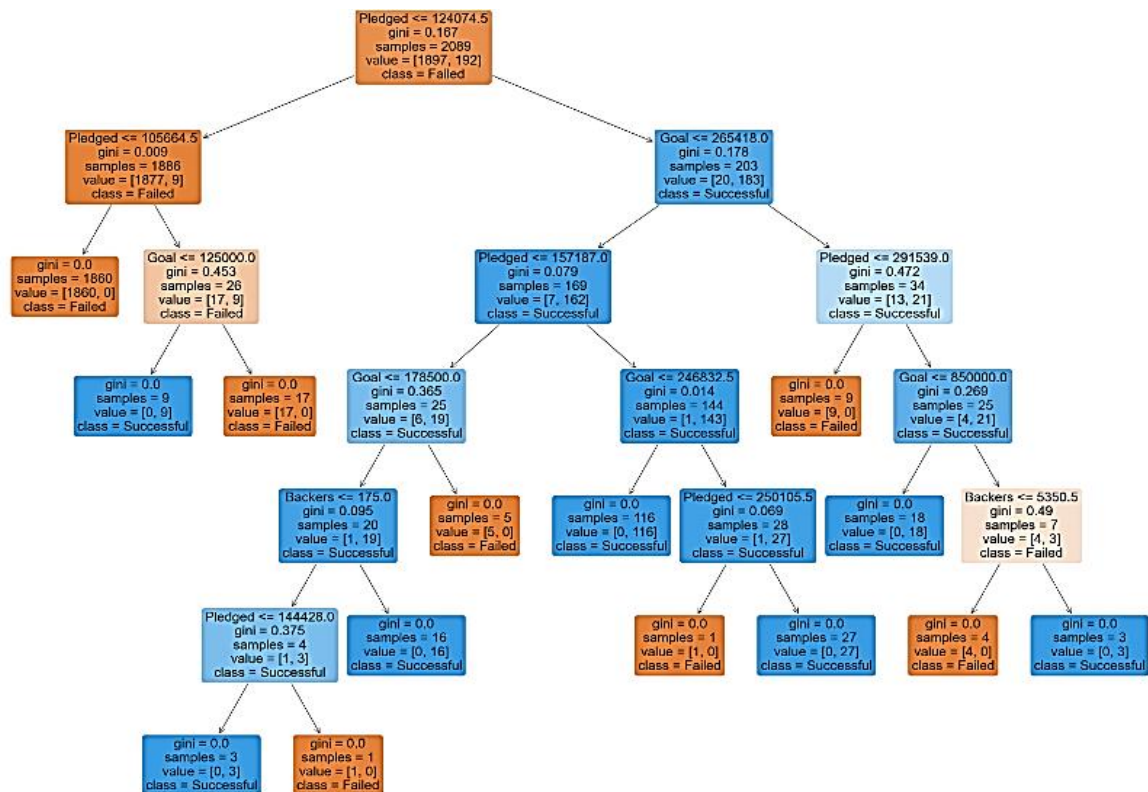 Pledged <= 124074.5
gini = 0.167
samples = 2089
value = [1897, 192]
class = Failed
Pledged <= 105664.5
gini = 0.009
samples = 1886
value = [1877, 9]
class = Failed
Goal <= 265418.0
gini = 0.178
samples = 203
value = [20, 183]
class = Successful
gini = 0.0
samples = 1860
value = [1860, 0]
class = Failed
Goal <= 125000.0
gini = 0.453
samples = 26
value = [17, 9]
class = Failed
Pledged <= 157187.0
gini = 0.079
samples = 169
value = [7, 162]
class = Successful
Pledged <= 291539.0
gini = 0.472
samples = 34
value = [13, 21]
class = Successful
gini = 0.0
samples = 9
value = [0, 9]
class = Successful
gini = 0.0
samples = 17
value = [17, 0]
class = Failed
Goal <= 178500.0
gini = 0.365
samples = 25
value = [6, 19]
class = Successful
Goal <= 246832.5
gini = 0.014
samples = 144
value = [1, 143]
class = Successful
gini = 0.0
samples = 9
value = [9, 0]
class = Failed
Goal <= 850000.0
gini = 0.269
samples = 25
value = [4, 21]
class = Successful
Backers <= 175.0
gini = 0.095
samples = 20
value = [1, 19]
class = Successful
gini = 0.0
samples = 5
value = [5, 0]
class = Failed
gini = 0.0
samples = 116
value = [0, 116]
class = Successful
Pledged <= 250105.5
gini = 0.069
samples = 28
value = [1, 27]
class = Successful
gini = 0.0
samples = 18
value = [0, 18]
class = Successful
Backers <= 5350.5
gini = 0.49
samples = 7
value = [4, 3]
class = Failed
Pledged <= 144428.0
gini = 0.375
samples = 4
value = [1, 3]
class = Successful
gini = 0.0
samples = 16
value = [0, 16]
class = Successful
gini = 0.0
samples = 1
value = [1, 0]
class = Failed
gini = 0.0
samples = 27
value = [0, 27]
class = Successful
gini = 0.0
samples = 4
value = [4, 0]
class = Failed
gini = 0.0
samples = 3
value = [0, 3]
class = Successful
gini = 0.0
samples = 3
value = [0, 3]
class = Successful
gini = 0.0
samples = 1
value = [1, 0]
class = Failed